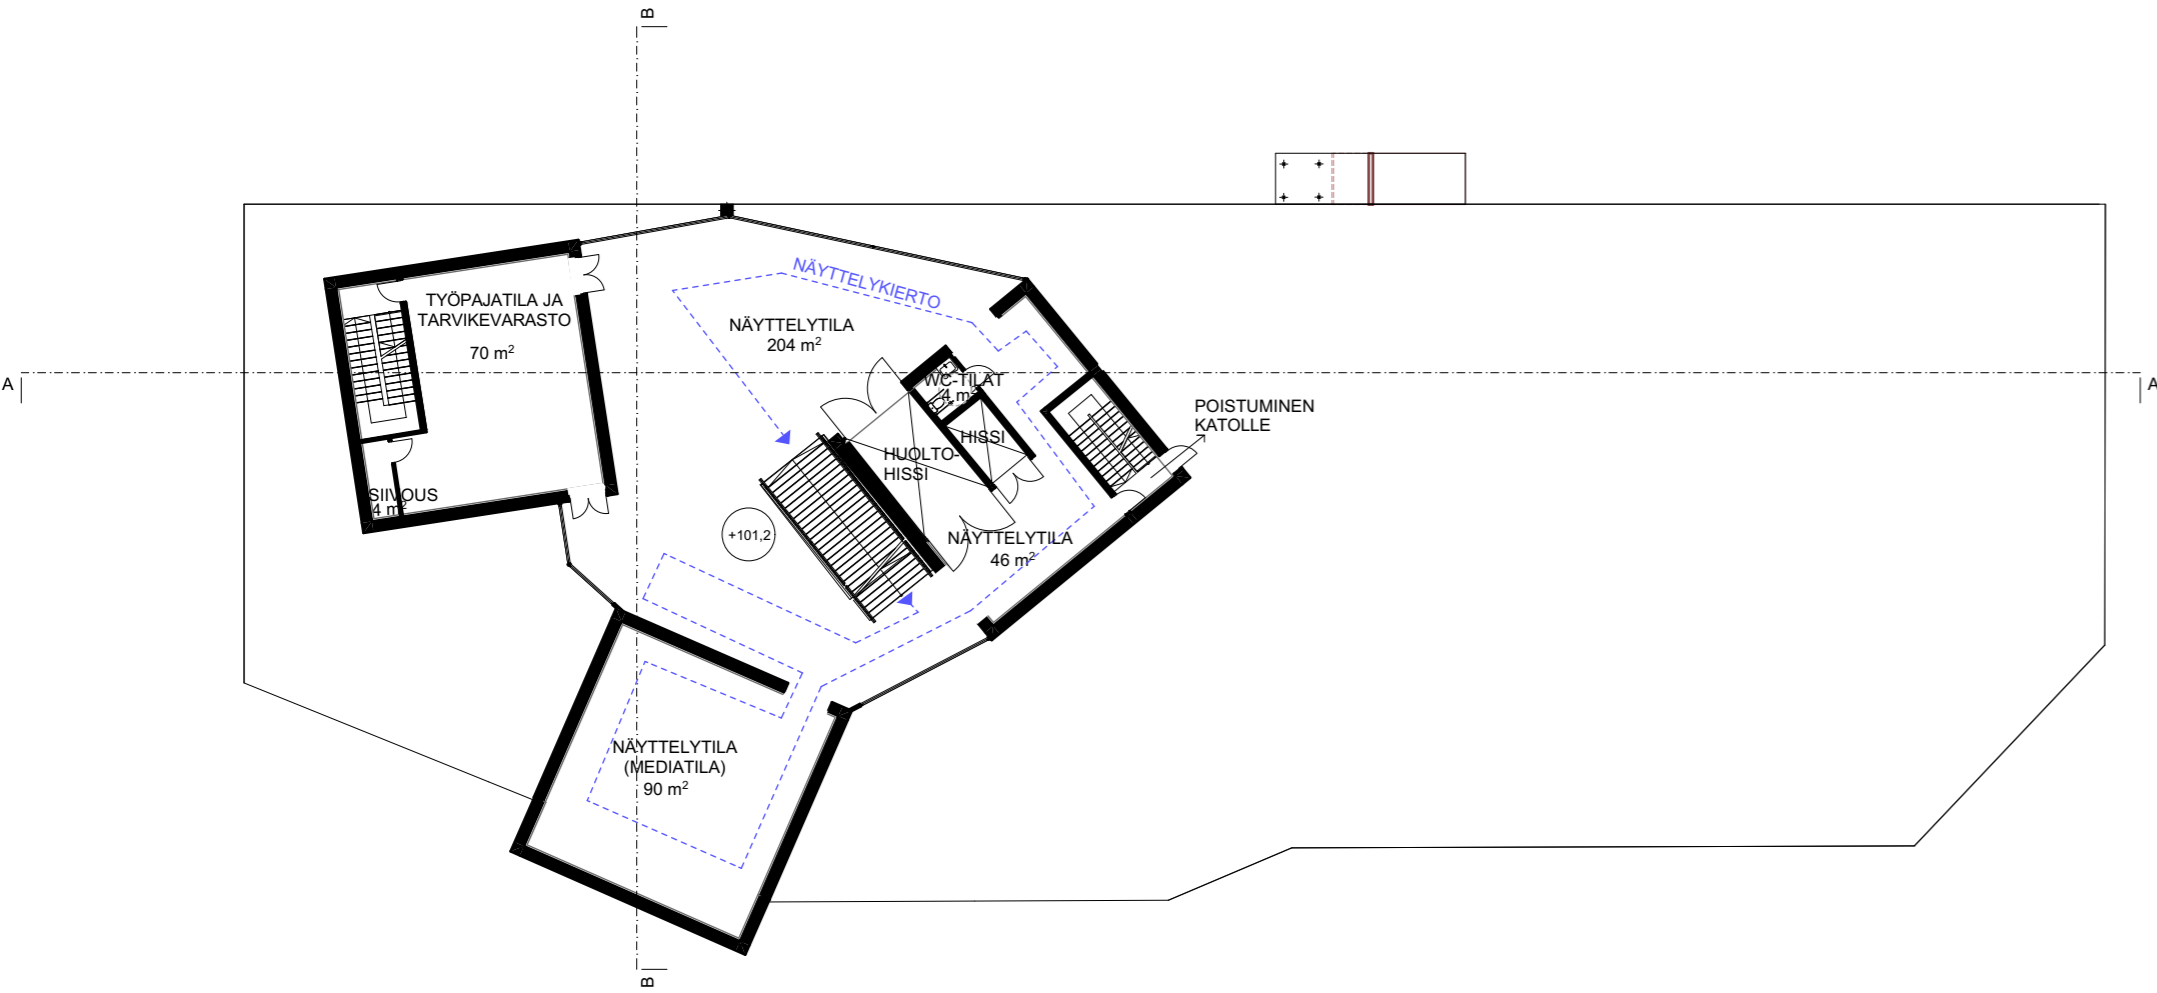 B
NÄYTTELYKIERTO
TYÖPAJATILA JA
TARVIKEVARASTO
70 m²
NÄYTTELYTILA
204 m²
A
A
WC-TILAT
4 m²
POISTUMINEN
KATOLLE
HISSI
HUOLTO-
HISSI
SIIVOUS
4 m²
+101,2
NÄYTTELYTILA
46 m²
NÄYTTELYTILA
(MEDIATILA)
90 m²
B